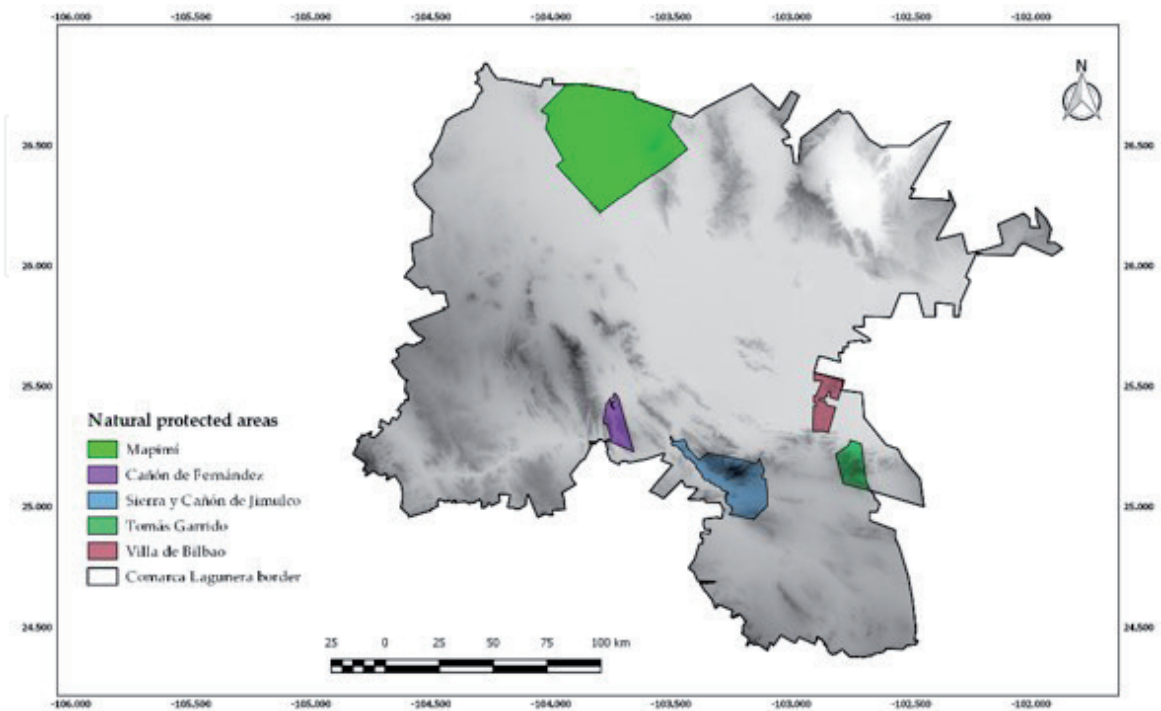 -106.000 -105.500 -105.000 -104.500 -104.000 -103.500 -103.000 -102.500 -102.000
N
26.500 26.500
26.000 26.000
25.500 25.500
25.000 25.000
24.500 24.500
Natural protected areas
Mapimí
Cañón de Fernández
Sierra y Cañón de Jimulco
Tomás Garrido
Villa de Bilbao
Comarca Lagunera border
25 0 25 50 75 100 km
-106.000 -105.500 -105.000 -104.500 -104.000 -103.500 -103.000 -102.500 -102.000